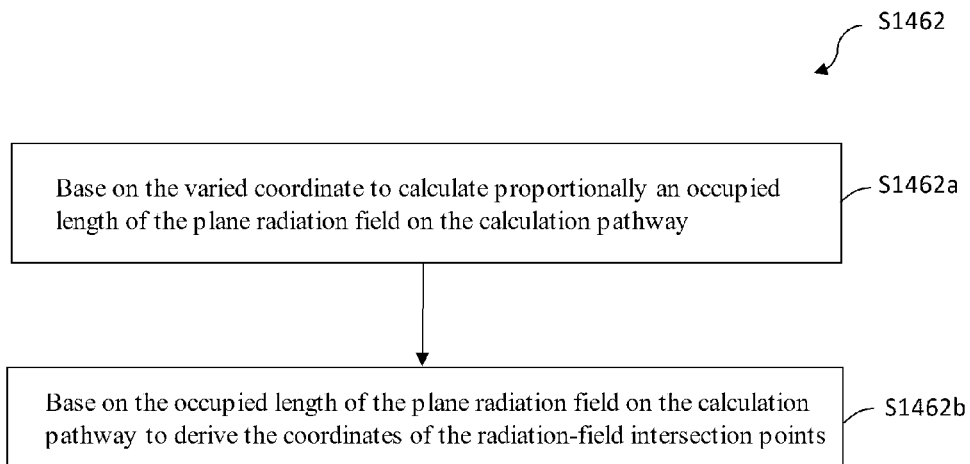 S1462
Base on the varied coordinate to calculate proportionally an occupied
length of the plane radiation field on the calculation pathway
S1462a
Base on the occupied length of the plane radiation field on the calculation
pathway to derive the coordinates of the radiation-field intersection points
S1462b